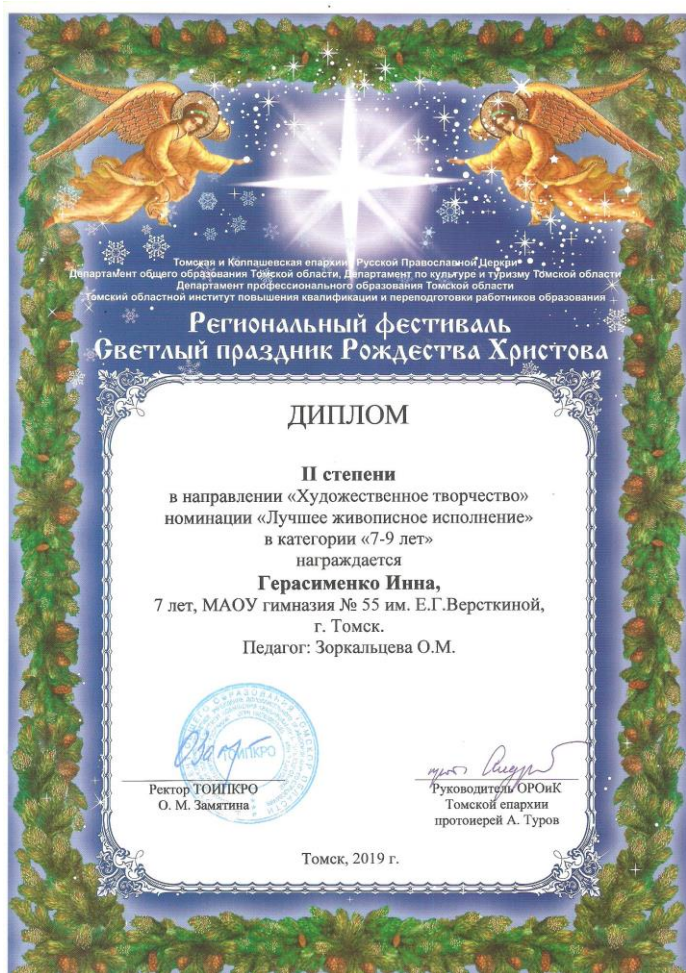 Томская и Колпашевская епархия Русской Православной Церкви
Департамент общего образования Томской области, Департамент по культуре и туризму Томской области
Департамент профессионального образования Томской области
Томский областной институт повышения квалификации и переподготовки работников образования
Региональный фестиваль
Светлый праздник Рождества Христова
ДИПЛОМ
II степени
в направлении «Художественное творчество»
номинации «Лучшее живописное исполнение»
в категории «7-9 лет»
награждается
Герасименко Инна,
7 лет, МАОУ гимназия № 55 им. Е.Г.Версткиной,
г. Томск.
Педагог: Зоркальцева О.М.
ТОИПКРО
Ректор ТОИПКРО
О. М. Замятина
Руководитель ОРОиК
Томской епархии
протоиерей А. Туров
Томск, 2019 г.